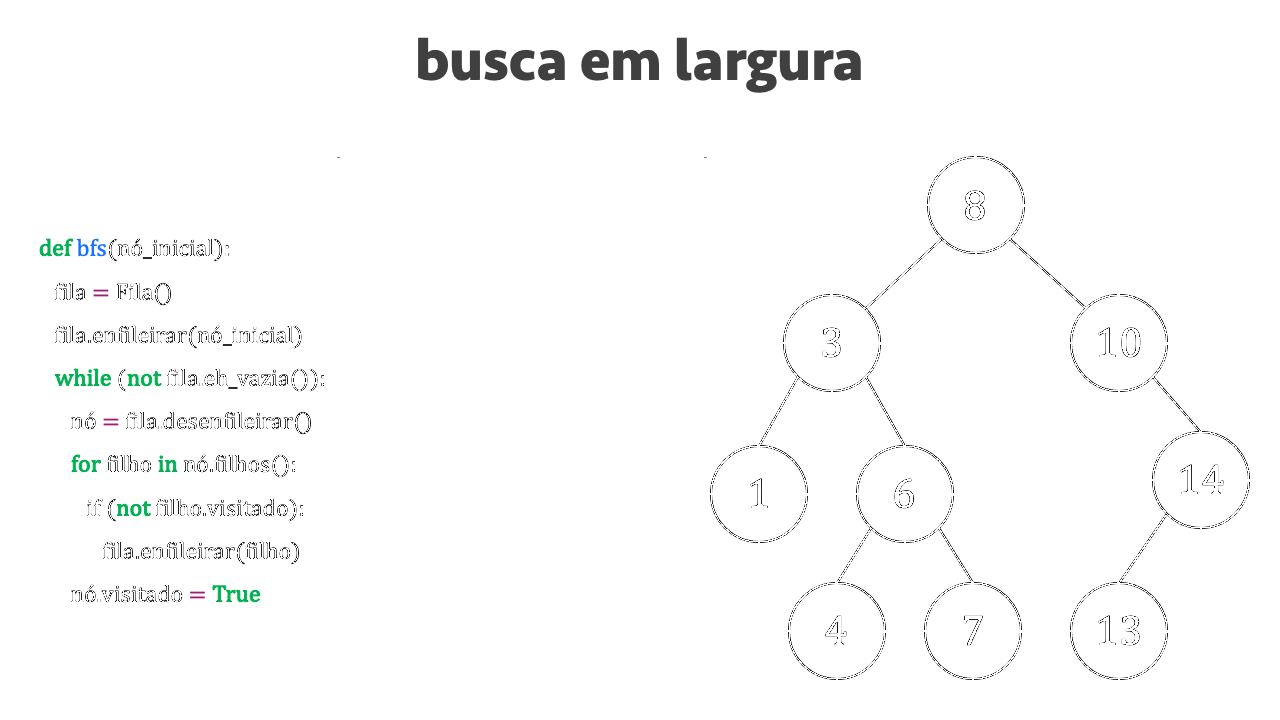 busca em largura
def bfs(nó_inicial):
fila = Fila()
fila.enfileirar(nó_inicial)
while (not fila.eh_vazia()):
nó = fila.desenfileirar()
for filho in nó.filhos():
if (not filho.visitado):
fila.enfileirar(filho)
nó.visitado = True
8
3
10
1
6
14
4
7
13